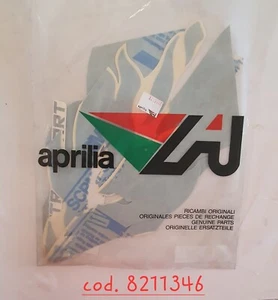 aprilia
RICAMBI ORIGINALI
ORIGINALES PIECES DE RECHANGE
GENUINE PARTS
ORIGINELLE ERSATZTEILE
cod. 8211346